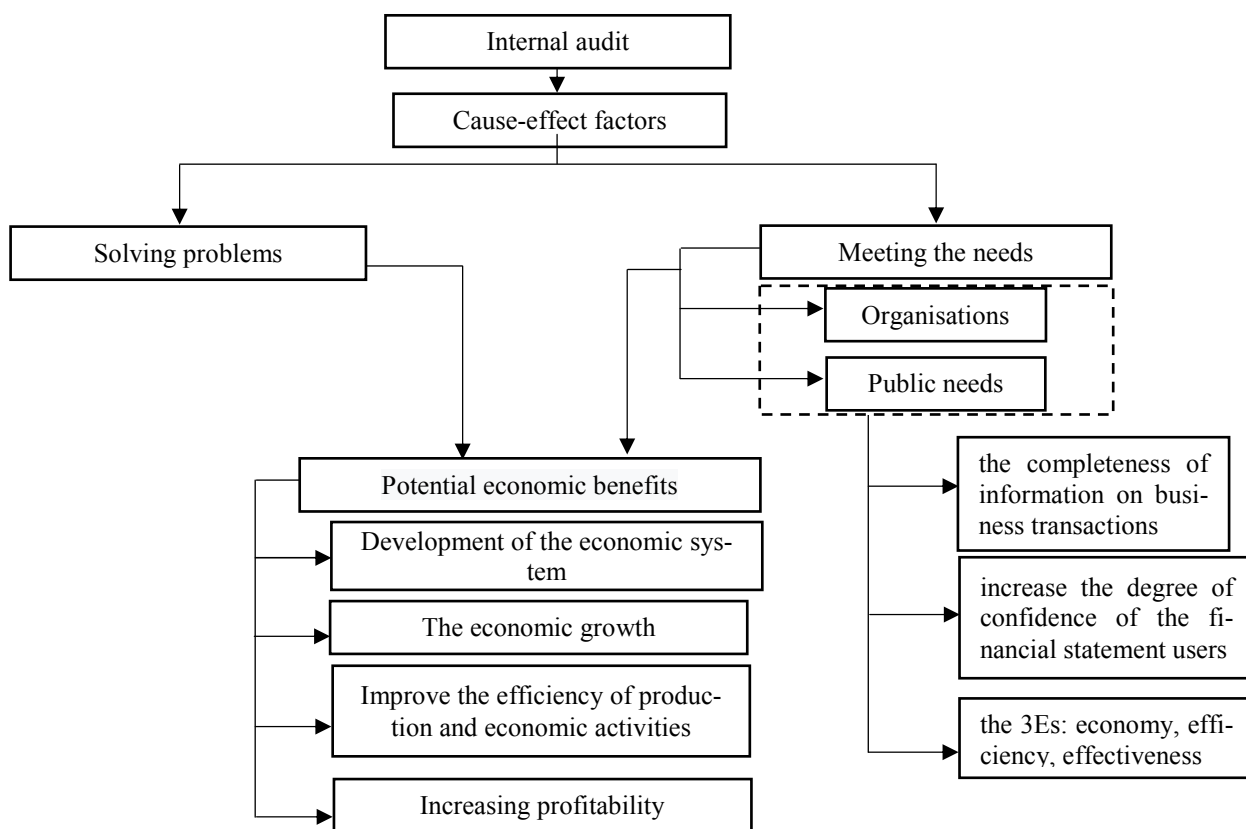 Internal audit
Cause-effect factors
Solving problems
Meeting the needs
Organisations
Public needs
the completeness of
information on busi-
ness transactions
increase the degree of
confidence of the fi-
nancial statement users
the 3Es: economy, effi-
ciency, effectiveness
Potential economic benefits
Development of the economic sys-
tem
The economic growth
Improve the efficiency of produc-
tion and economic activities
Increasing profitability